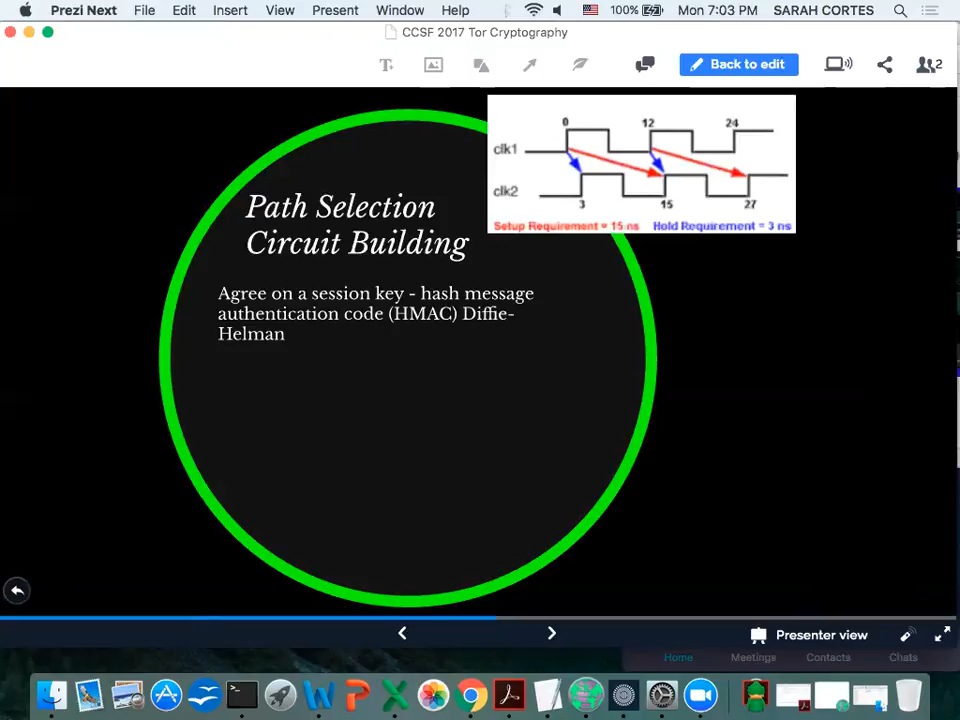 Prezi Next File Edit Insert View Present Window Help 100% Mon 7:03 PM SARAH CORTES
CCSF 2017 Tor Cryptography
Back to edit 2
0 12 24
clk1
clk2
3 15 27
Setup Requirement = 15 ns Hold Requirement = 3 ns
Path Selection
Circuit Building
Agree on a session key - hash message
authentication code (HMAC) Diffie-
Helman
Presenter view
Home Meetings Contacts Chats